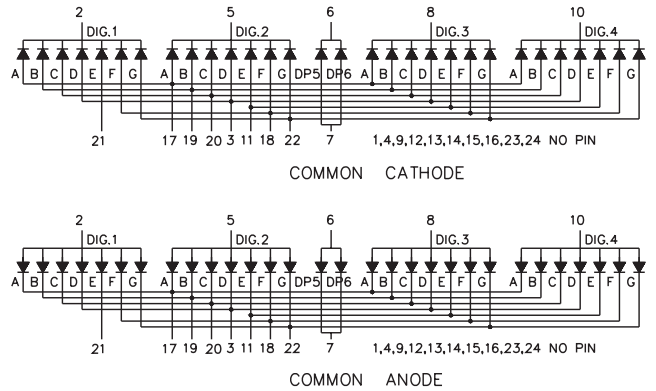 2 5 6 8 10
DIG.1 DIG.2 DIG.3 DIG.4
A B C D E F G A B C D E F G DP5 DP6 A B C D E F G A B C D E F G
21 17 19 20 3 11 18 22 7 1,4,9,12,13,14,15,16,23,24 NO PIN
COMMON CATHODE
2 5 6 8 10
DIG.1 DIG.2 DIG.3 DIG.4
A B C D E F G A B C D E F G DP5 DP6 A B C D E F G A B C D E F G
21 17 19 20 3 11 18 22 7 1,4,9,12,13,14,15,16,23,24 NO PIN
COMMON ANODE